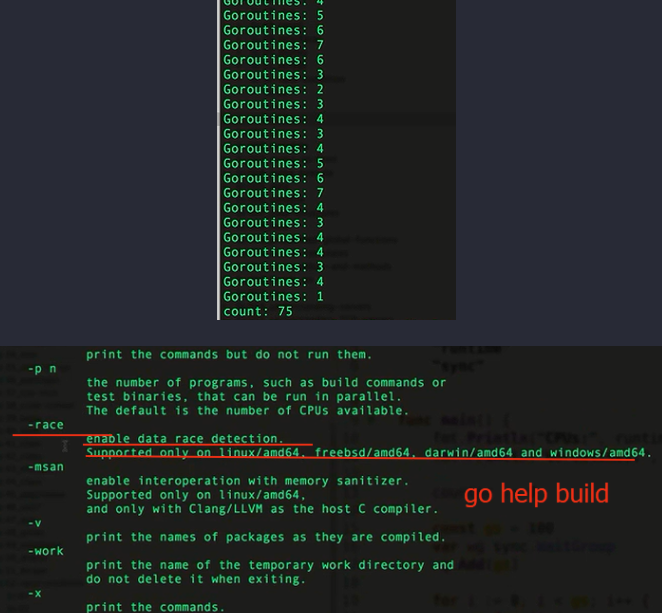 Goroutines: 4
Goroutines: 5
Goroutines: 6
Goroutines: 7
Goroutines: 6
Goroutines: 3
Goroutines: 2
Goroutines: 3
Goroutines: 4
Goroutines: 3
Goroutines: 4
Goroutines: 5
Goroutines: 6
Goroutines: 7
Goroutines: 4
Goroutines: 3
Goroutines: 4
Goroutines: 4
Goroutines: 3
Goroutines: 4
Goroutines: 1
count: 75
print the commands but do not run them.
-p n
the number of programs, such as build commands or
test binaries, that can be run in parallel.
The default is the number of CPUs available.
-race
enable data race detection.
Supported only on linux/amd64, freebsd/amd64, darwin/amd64 and windows/amd64.
-msan
enable interoperation with memory sanitizer.
Supported only on linux/amd64,
and only with Clang/LLVM as the host C compiler.
go help build
-v
print the names of packages as they are compiled.
-work
print the name of the temporary work directory and
do not delete it when exiting.
-x
print the commands.